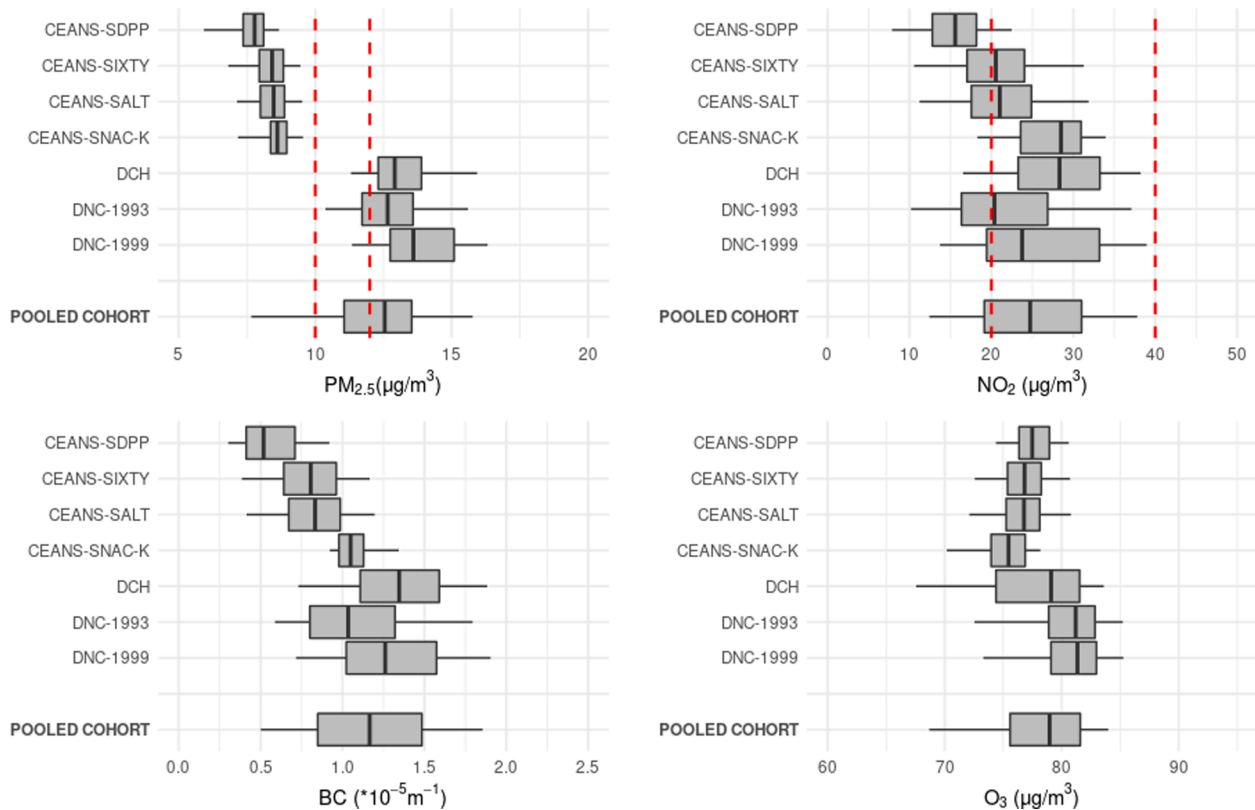 CEANS-SDPP
CEANS-SIXTY
CEANS-SALT
CEANS-SNAC-K
DCH
DNC-1993
DNC-1999
POOLED COHORT
5 10 15 20
PM2.5(µg/m³)
CEANS-SDPP
CEANS-SIXTY
CEANS-SALT
CEANS-SNAC-K
DCH
DNC-1993
DNC-1999
POOLED COHORT
0 10 20 30 40 50
NO₂ (µg/m³)
CEANS-SDPP
CEANS-SIXTY
CEANS-SALT
CEANS-SNAC-K
DCH
DNC-1993
DNC-1999
POOLED COHORT
0.0 0.5 1.0 1.5 2.0 2.5
BC (*10⁻⁵m⁻¹)
CEANS-SDPP
CEANS-SIXTY
CEANS-SALT
CEANS-SNAC-K
DCH
DNC-1993
DNC-1999
POOLED COHORT
60 70 80 90
O₃ (µg/m³)